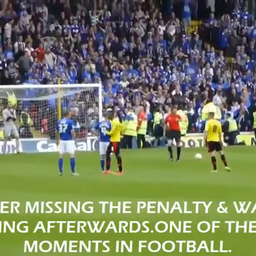 ER MISSING THE PENALTY & WA
ING AFTERWARDS.ONE OF THE
MOMENTS IN FOOTBALL.